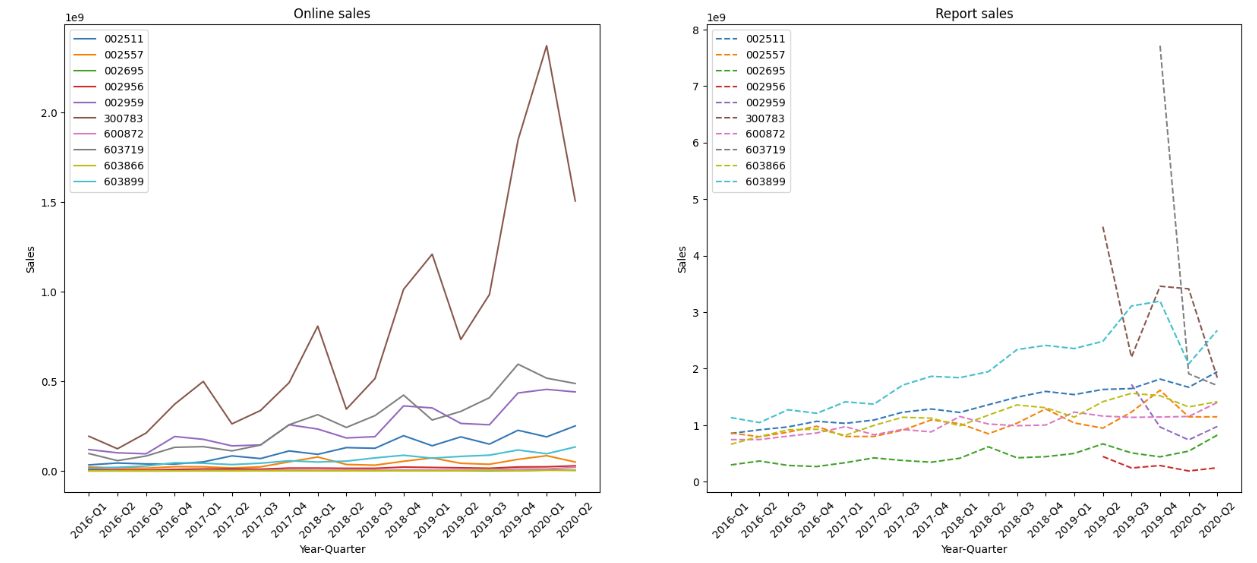 Online sales
1e9
002511
002557
002695
002956
002959
300783
600872
603719
603866
603899
2.0
1.5
1.0
0.5
0.0
Sales
2016-Q1
2016-Q2
2016-Q3
2016-Q4
2017-Q1
2017-Q2
2017-Q3
2017-Q4
2018-Q1
2018-Q2
2018-Q3
2018-Q4
2019-Q1
2019-Q2
2019-Q3
2019-Q4
2020-Q1
2020-Q2
Year-Quarter
Report sales
1e9
002511
002557
002695
002956
002959
300783
600872
603719
603866
603899
8
7
6
5
4
3
2
1
0
Sales
2016-Q1
2016-Q2
2016-Q3
2016-Q4
2017-Q1
2017-Q2
2017-Q3
2017-Q4
2018-Q1
2018-Q2
2018-Q3
2018-Q4
2019-Q1
2019-Q2
2019-Q3
2019-Q4
2020-Q1
2020-Q2
Year-Quarter